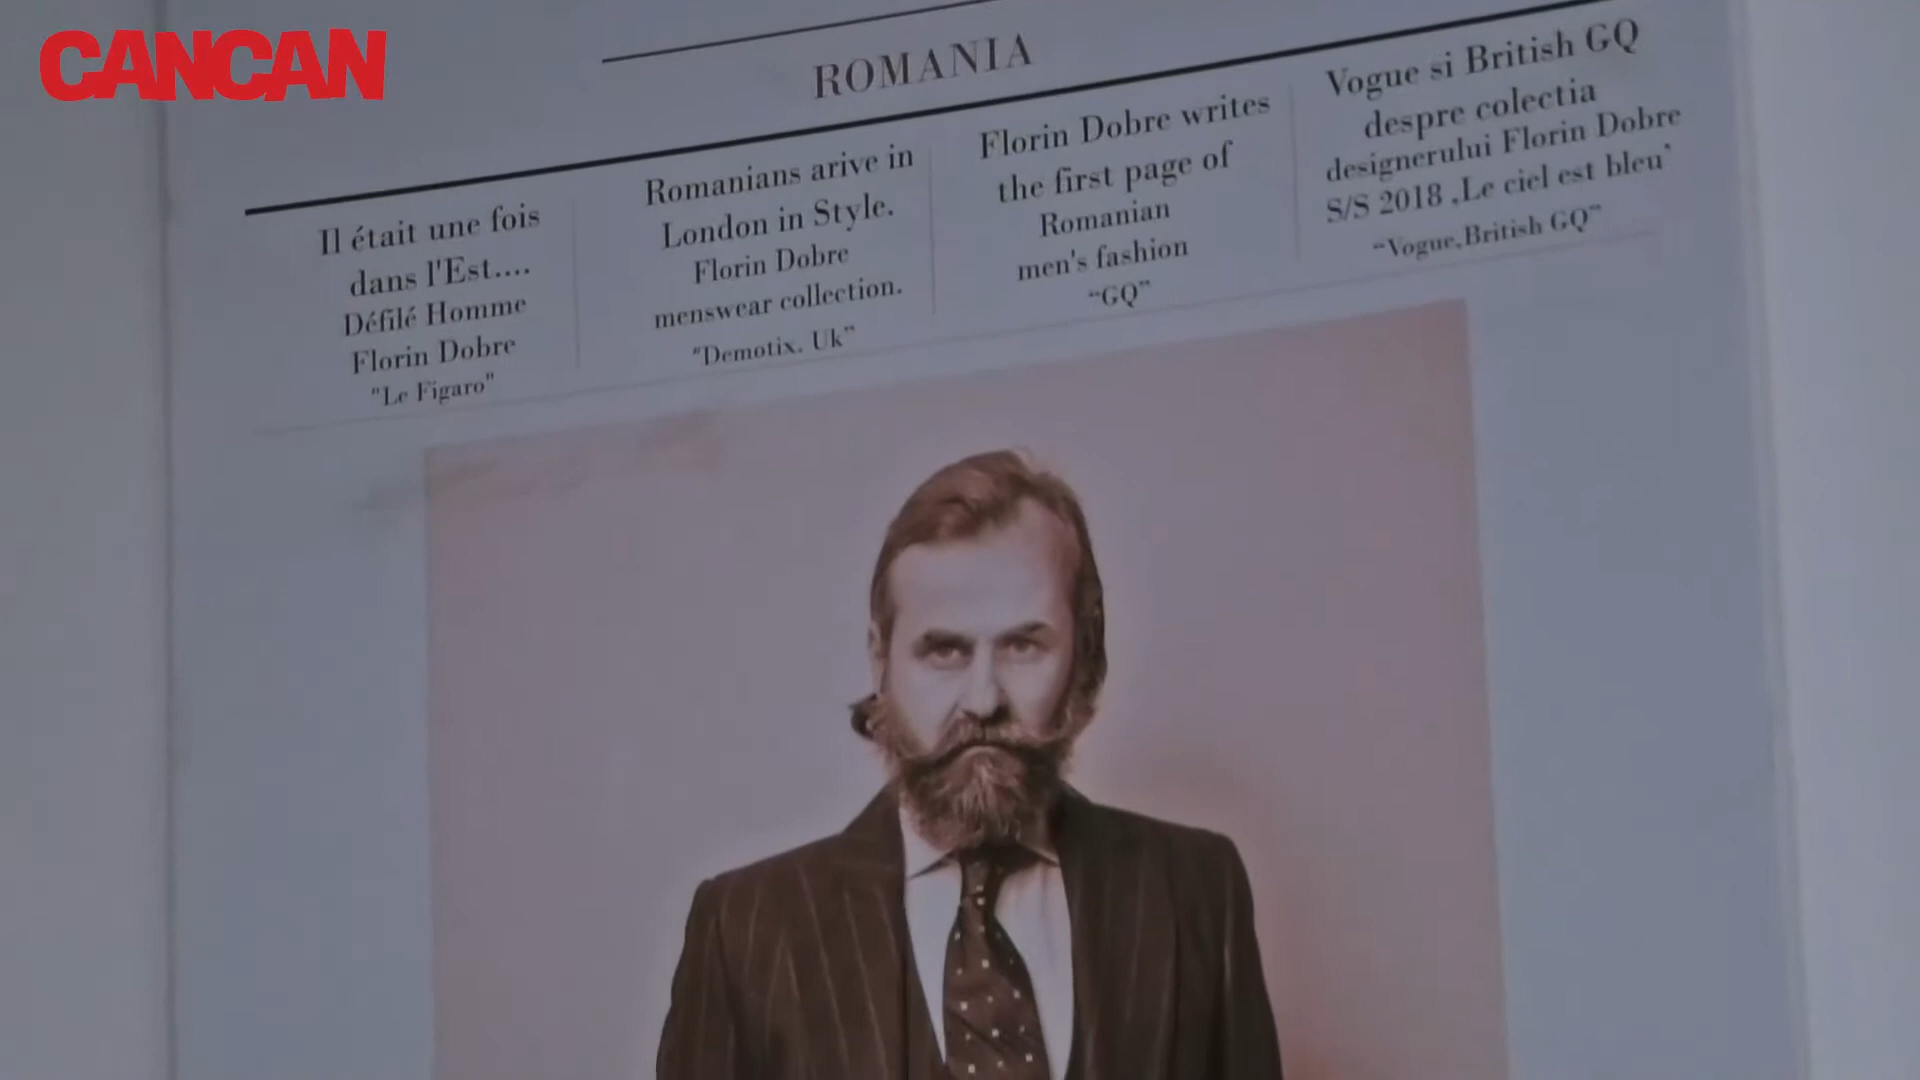 CANCAN
ROMANIA
Il était une fois
dans l'Est....
Défilé Homme
Florin Dobre
"Le Figaro"
Romanians arive in
London in Style.
Florin Dobre
menswear collection.
"Demotix. Uk"
Florin Dobre writes
the first page of
Romanian
men's fashion
“GQ”
Vogue si British GQ
despre colectia
designerului Florin Dobre
S/S 2018 ,Le ciel est bleu`
“Vogue,British GQ”